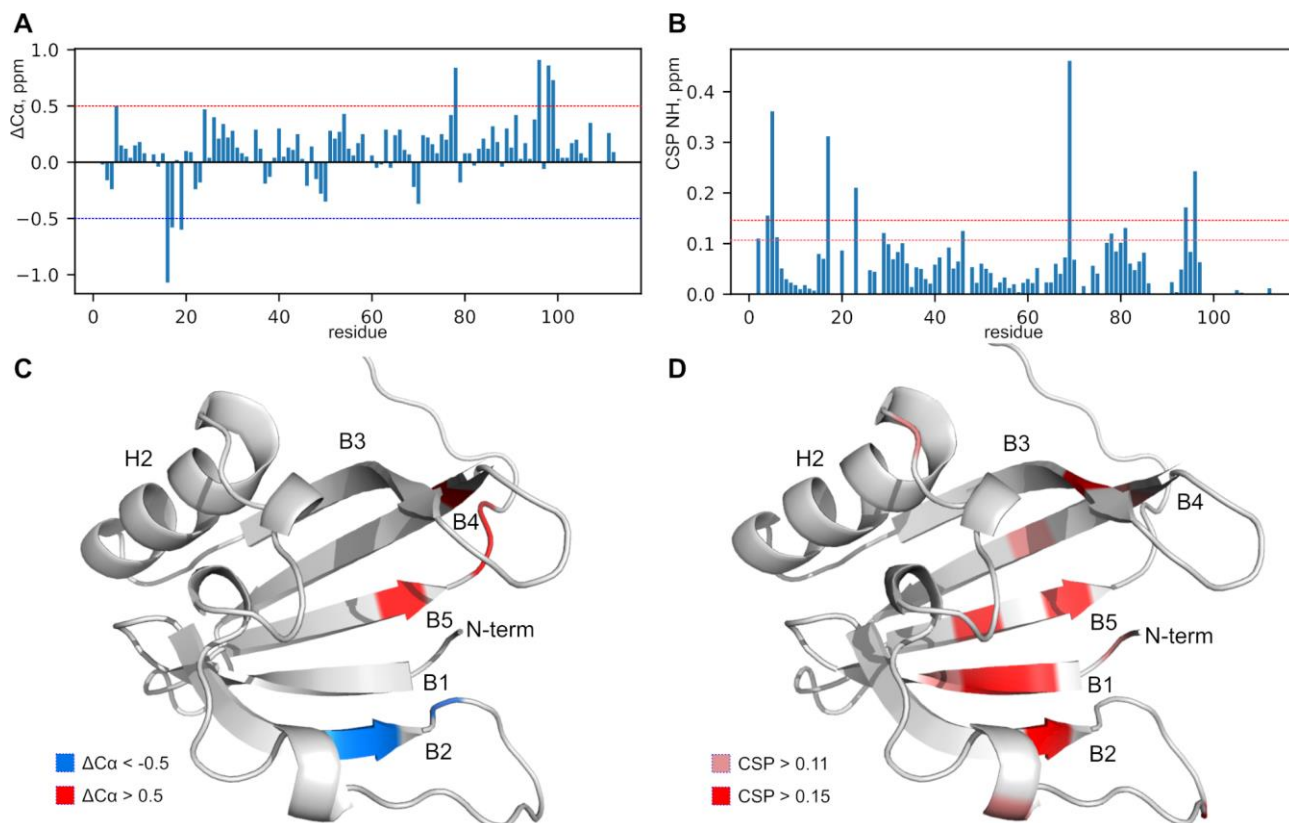 A
ΔCα, ppm
1.0
0.5
0.0
−0.5
−1.0
0 20 40 60 80 100
residue
B
CSP NH, ppm
0.4
0.3
0.2
0.1
0.0
0 20 40 60 80 100
residue
C
H2
B3
B4
B5
N-term
B1
B2
ΔCα < -0.5
ΔCα > 0.5
D
H2
B3
B4
B5
N-term
B1
B2
CSP > 0.11
CSP > 0.15